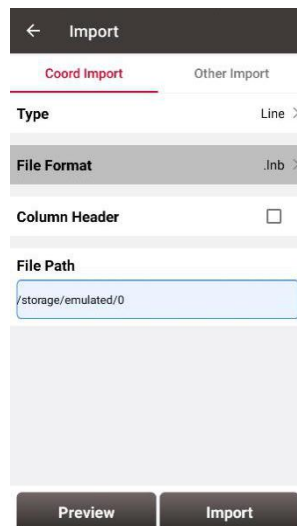 Import
Coord Import Other Import
Type Line
File Format .lnb
Column Header
File Path
/storage/emulated/0
Preview Import